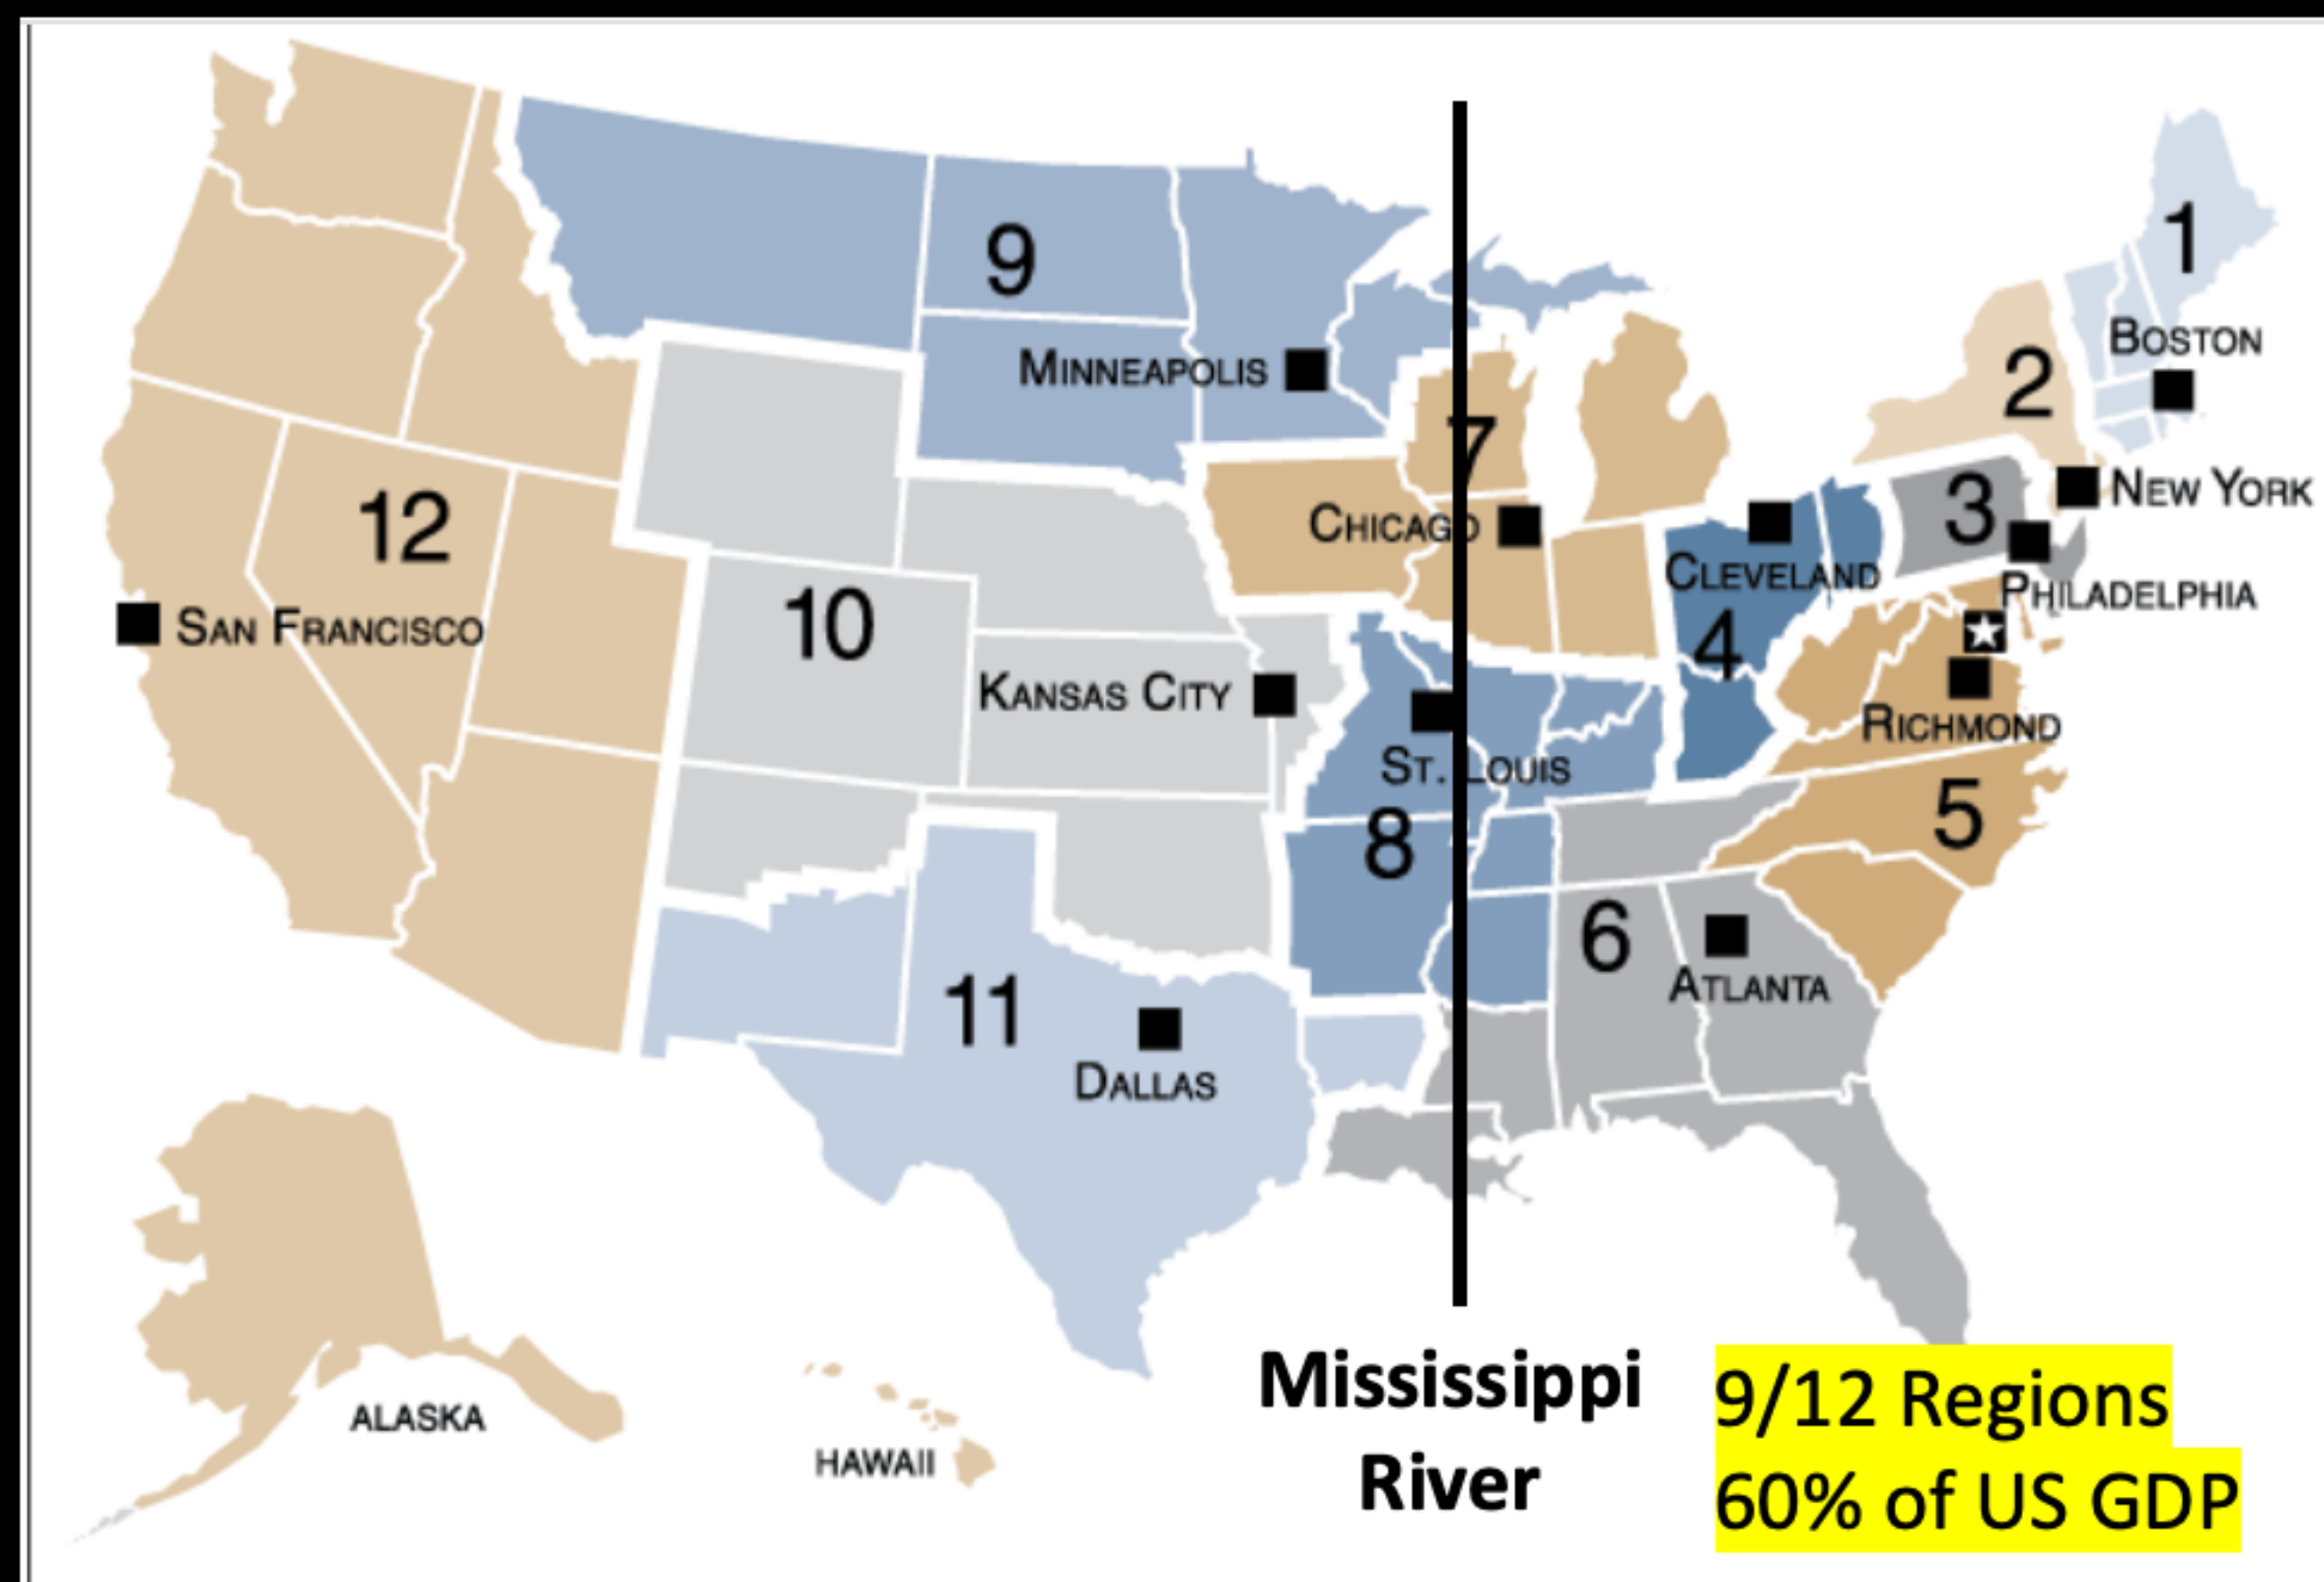 1
9
BOSTON
MINNEAPOLIS
2
7
NEW YORK
12
3
CHICAGO
CLEVELAND
PHILADELPHIA
SAN FRANCISCO
10
4
KANSAS CITY
RICHMOND
ST. LOUIS
5
8
6
11
ATLANTA
DALLAS
Mississippi
River
9/12 Regions
60% of US GDP
ALASKA
HAWAII